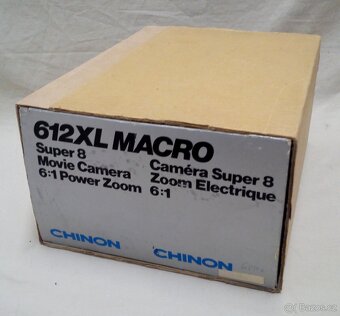 612XL MACRO
Super 8
Movie Camera
6:1 Power Zoom
Caméra Super 8
Zoom Electrique
6:1
CHINON
CHINON